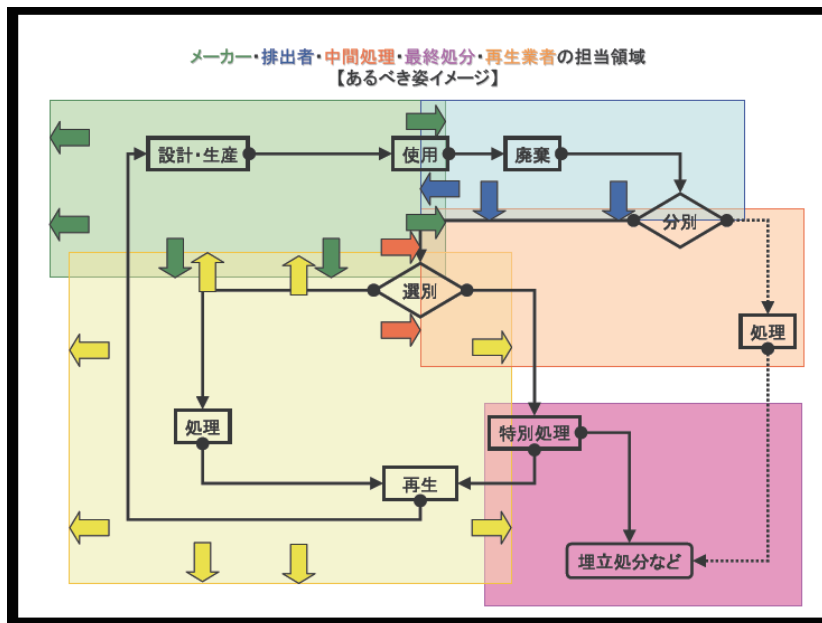 メーカー・排出者・中間処理・最終処分・再生業者の担当領域
【あるべき姿イメージ】
設計・生産
使用
廃棄
分別
選別
処理
処理
特別処理
再生
埋立処分など